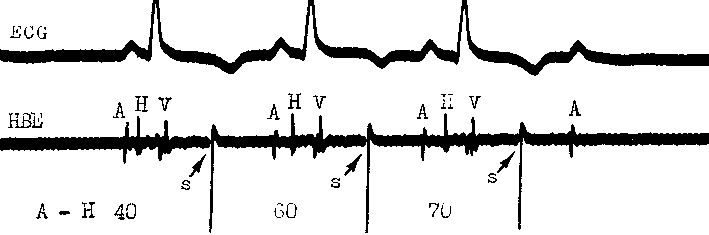 ECG
A H V A H V A H V A
HBE
S S S
A - H 40 60 70